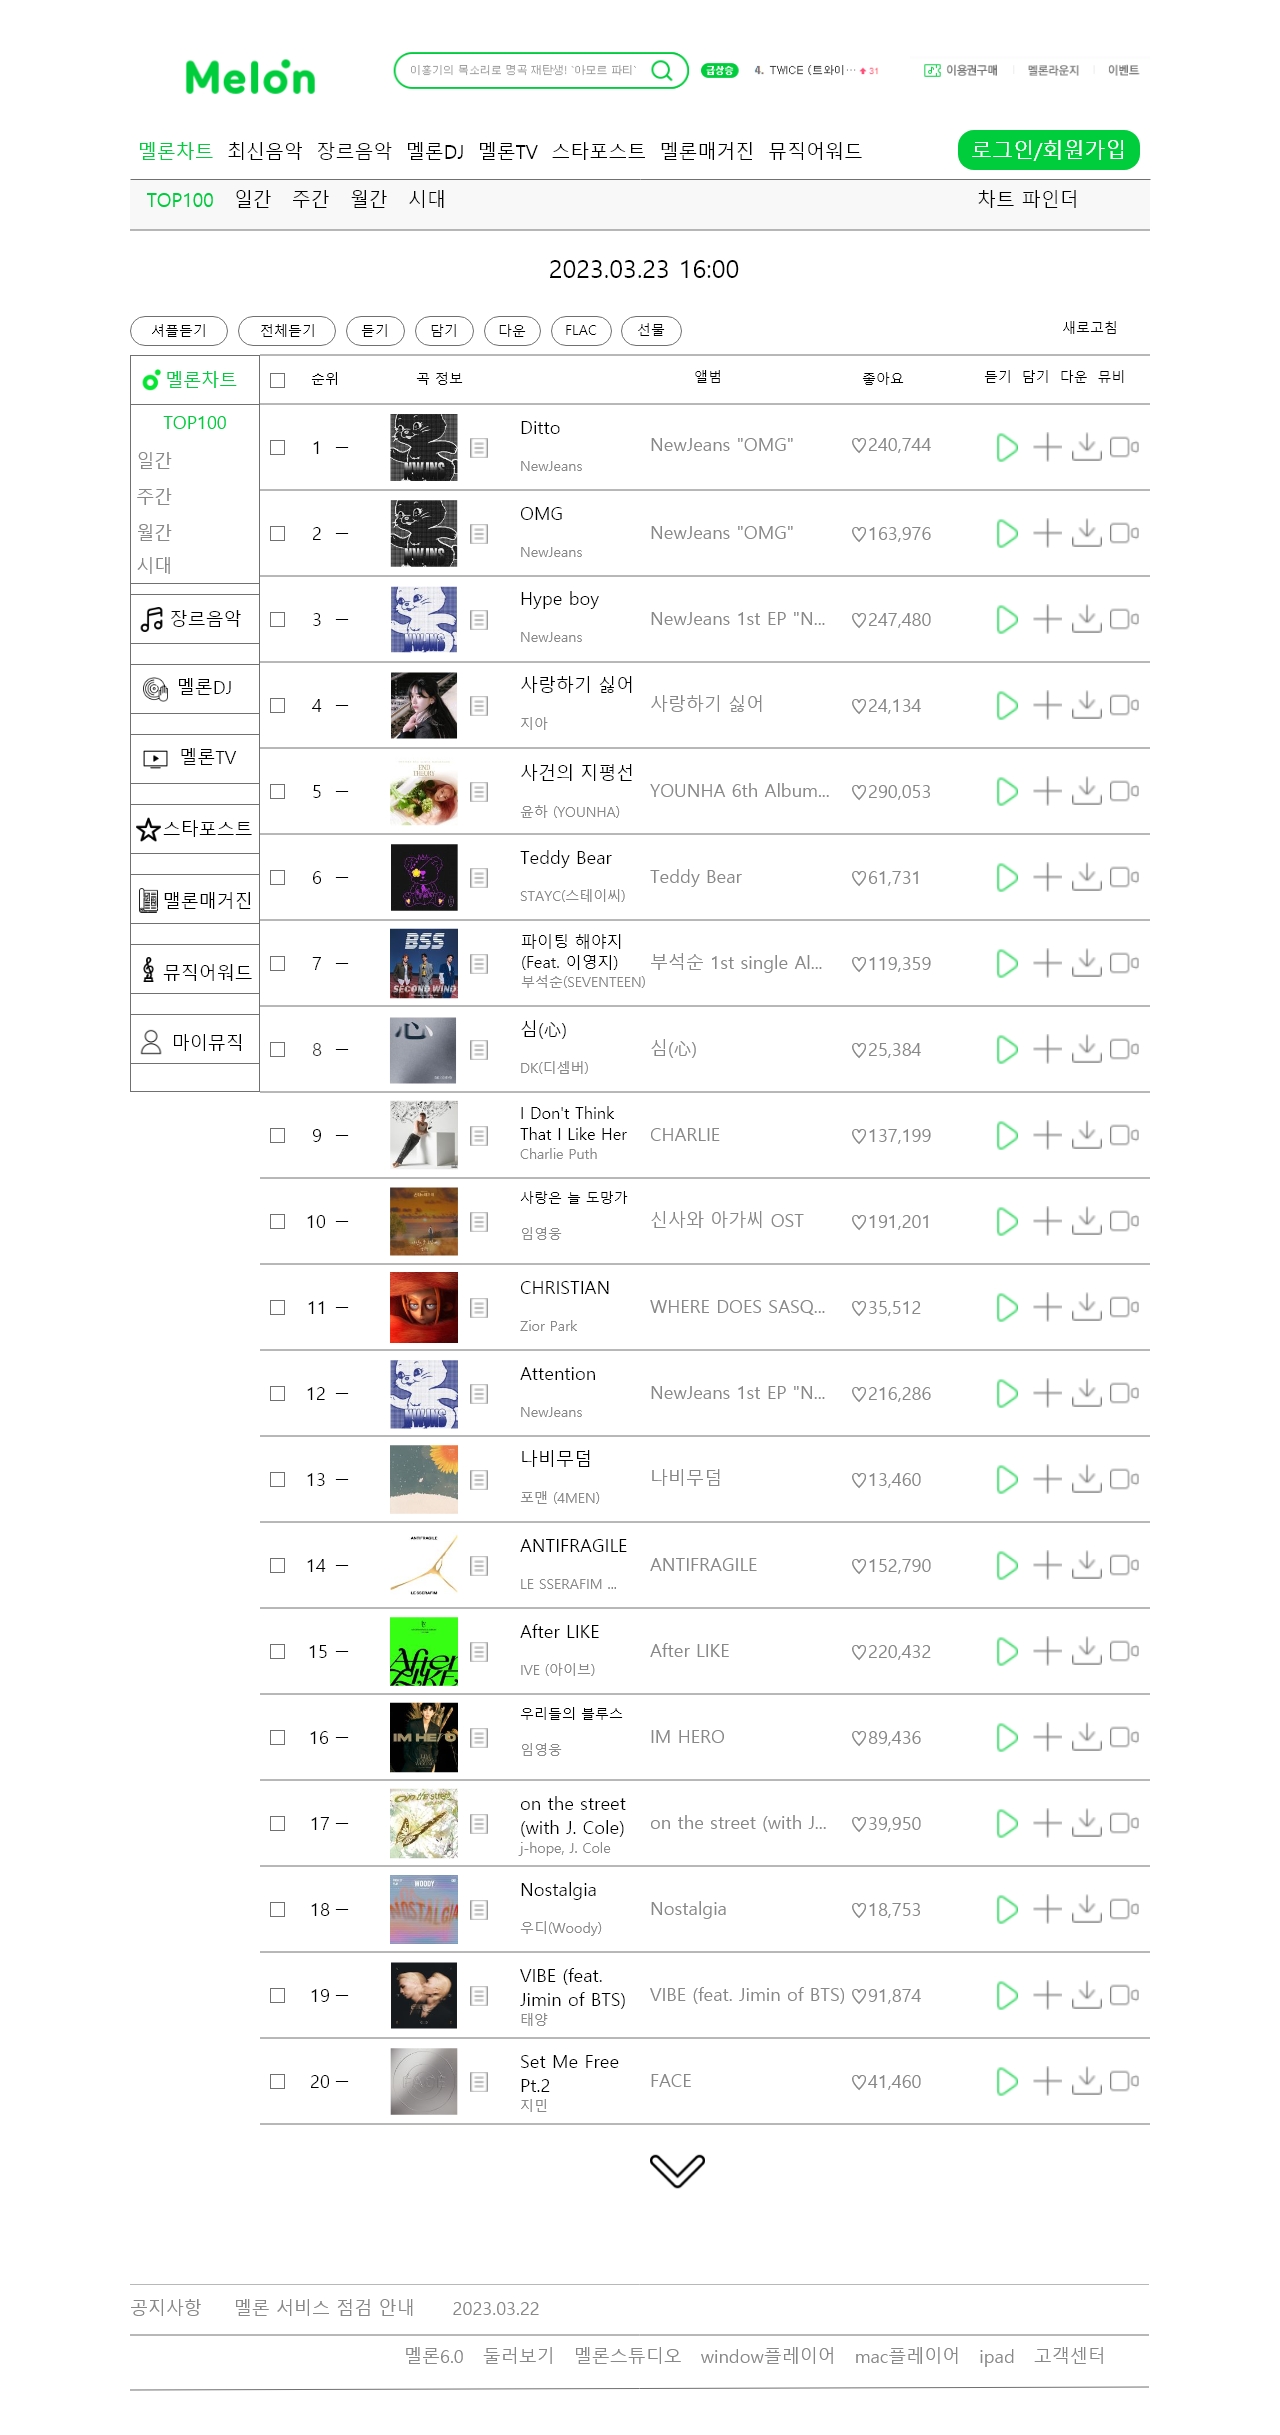 Melon
이홍기의 목소리로 명곡 재탄생! `아모르 파티`
급상승
4. TWICE (트와이… 31
이용권구매 멜론라운지 이벤트
멜론차트 최신음악 장르음악 멜론DJ 멜론TV 스타포스트 멜론매거진 뮤직어워드
로그인/회원가입
TOP100 일간 주간 월간 시대
차트 파인더
2023.03.23 16:00
셔플듣기 전체듣기 듣기 담기 다운 FLAC 선물
새로고침
멜론차트
TOP100
일간
주간
월간
시대
장르음악
멜론DJ
멜론TV
스타포스트
맬론매거진
뮤직어워드
마이뮤직
순위 곡 정보 앨범 좋아요 듣기 담기 다운 뮤비
1 Ditto
NewJeans "OMG" ♡240,744
NewJeans
2 OMG
NewJeans "OMG" ♡163,976
NewJeans
3 Hype boy
NewJeans 1st EP "N... ♡247,480
NewJeans
4 사랑하기 싫어
사랑하기 싫어 ♡24,134
지아
5 사건의 지평선
END THEORY
YOUNHA 6th Album... ♡290,053
윤하 (YOUNHA)
6 Teddy Bear
Teddy Bear ♡61,731
STAYC(스테이씨)
7 파이팅 해야지
BSS
SECOND WIND
(Feat. 이영지)
부석순 1st single Al... ♡119,359
부석순(SEVENTEEN)
8 심(心)
심(心) ♡25,384
DK(디셈버)
9 I Don't Think
That I Like Her
CHARLIE ♡137,199
Charlie Puth
10 사랑은 늘 도망가
신사와 아가씨 OST ♡191,201
임영웅
11 CHRISTIAN
WHERE DOES SASQ... ♡35,512
Zior Park
12 Attention
NewJeans 1st EP "N... ♡216,286
NewJeans
13 나비무덤
나비무덤 ♡13,460
포맨 (4MEN)
14 ANTIFRAGILE
ANTIFRAGILE
LE SSERAFIM
ANTIFRAGILE ♡152,790
LE SSERAFIM ...
15 After LIKE
After LIKE
After LIKE ♡220,432
IVE (아이브)
16 우리들의 블루스
IM HERO
IM HERO ♡89,436
임영웅
17 on the street
on the street
(with J. Cole)
on the street (with J... ♡39,950
j-hope, J. Cole
18 Nostalgia
WOODY
NOSTALGIA
Nostalgia ♡18,753
우디(Woody)
19 VIBE (feat.
Jimin of BTS)
VIBE (feat. Jimin of BTS) ♡91,874
태양
20 Set Me Free
Pt.2
FACE
FACE ♡41,460
지민
공지사항 멜론 서비스 점검 안내 2023.03.22
멜론6.0 둘러보기 멜론스튜디오 window플레이어 mac플레이어 ipad 고객센터